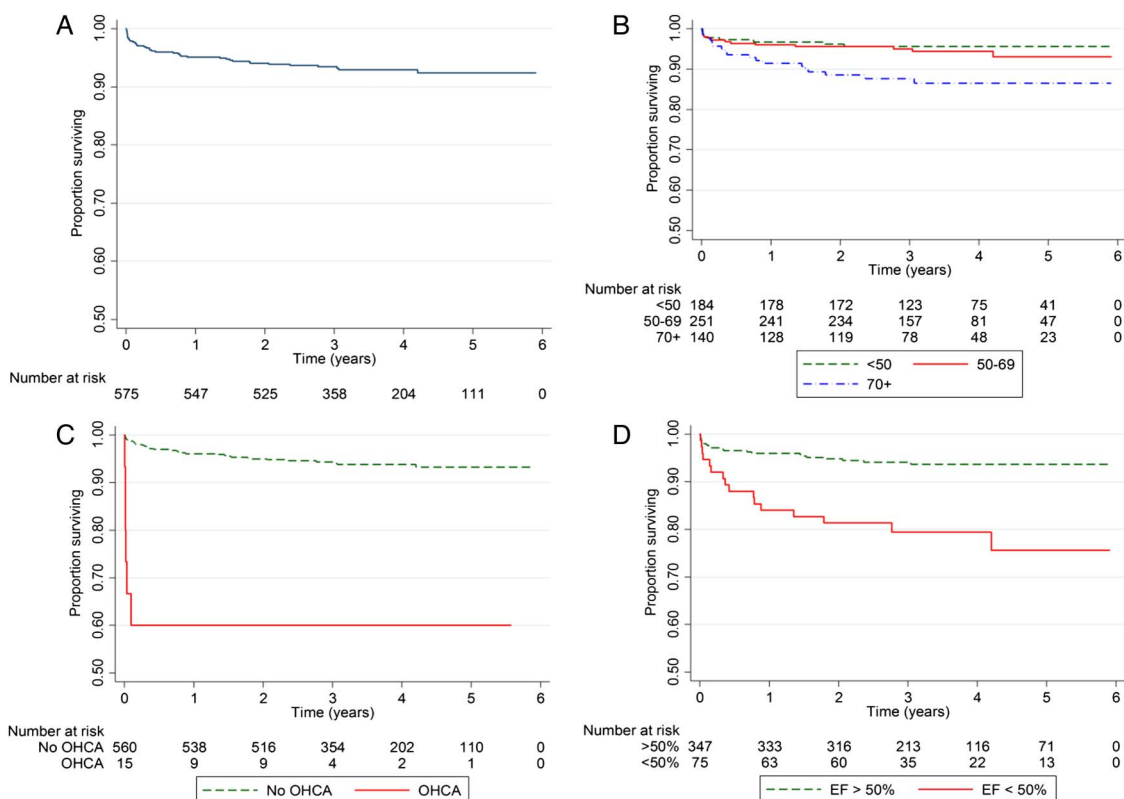 A
Proportion surviving
1.00
0.90
0.80
0.70
0.60
0.50
0 1 2 3 4 5 6
Time (years)
Number at risk
575 547 525 358 204 111 0
B
Proportion surviving
1.00
0.90
0.80
0.70
0.60
0.50
0 1 2 3 4 5 6
Time (years)
Number at risk
<50 184 178 172 123 75 41 0
50-69 251 241 234 157 81 47 0
70+ 140 128 119 78 48 23 0
<50 50-69
70+
C
Proportion surviving
1.00
0.90
0.80
0.70
0.60
0.50
0 1 2 3 4 5 6
Time (years)
Number at risk
No OHCA 560 538 516 354 202 110 0
OHCA 15 9 9 4 2 1 0
No OHCA OHCA
D
Proportion surviving
1.00
0.90
0.80
0.70
0.60
0.50
0 1 2 3 4 5 6
Time (years)
Number at risk
>50% 347 333 316 213 116 71 0
<50% 75 63 60 35 22 13 0
EF > 50% EF < 50%